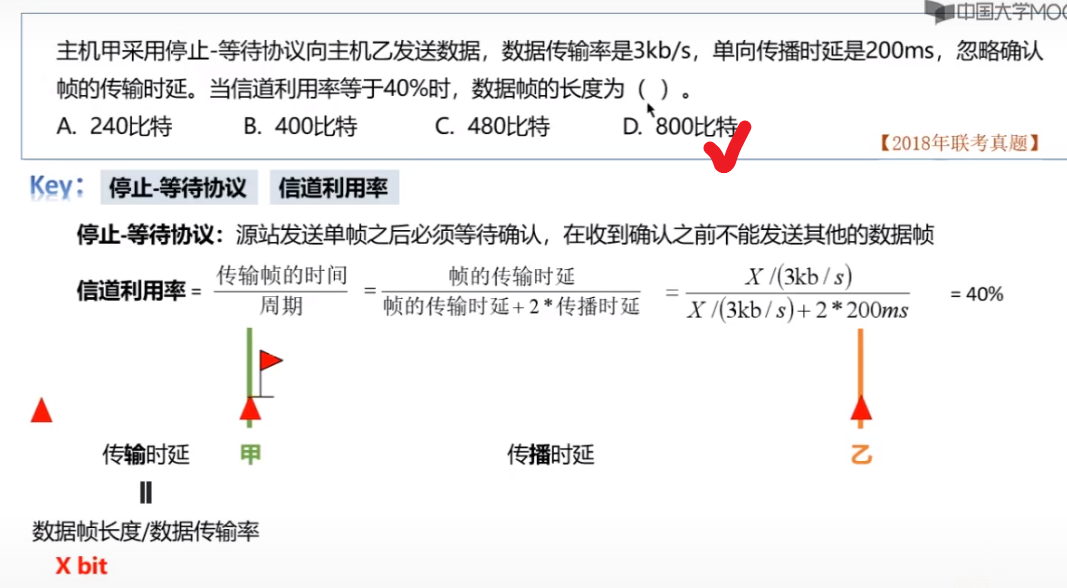 中国大学MOO
主机甲采用停止-等待协议向主机乙发送数据，数据传输率是3kb/s，单向传播时延是200ms，忽略确认
帧的传输时延。当信道利用率等于40%时，数据帧的长度为（ ）。
A. 240比特 B. 400比特 C. 480比特 D. 800比特
【2018年联考真题】
Key： 停止-等待协议 信道利用率
停止-等待协议：源站发送单帧之后必须等待确认，在收到确认之前不能发送其他的数据帧
信道利用率 = 传输帧的时间 / 周期 = 帧的传输时延 / 帧的传输时延+2*传播时延 = X /(3kb/s) / X /(3kb/s)+2*200ms = 40%
传输时延 甲 传播时延 乙
=
数据帧长度/数据传输率
X bit